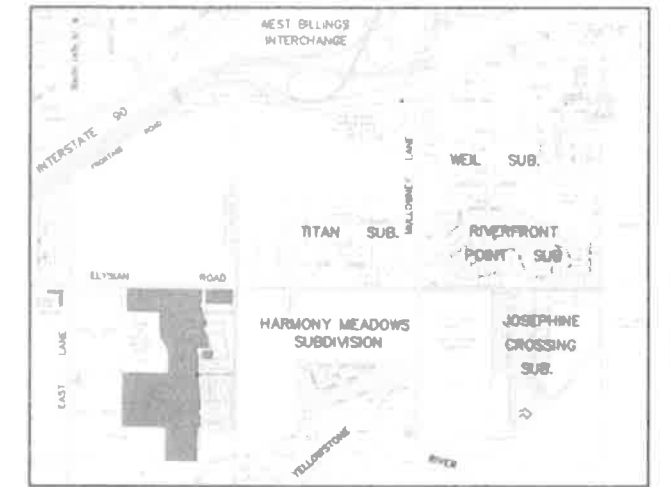 WEST BILLINGS
INTERCHANGE
INTERSTATE 90
FRONTAGE ROAD
MULLOWNEY LANE
WEIL SUB.
TITAN SUB.
RIVERFRONT
POINT SUB
ELYSIAN ROAD
EAST LANE
HARMONY MEADOWS
SUBDIVISION
JOSEPHINE
CROSSING
SUB.
YELLOWSTONE
RIVER